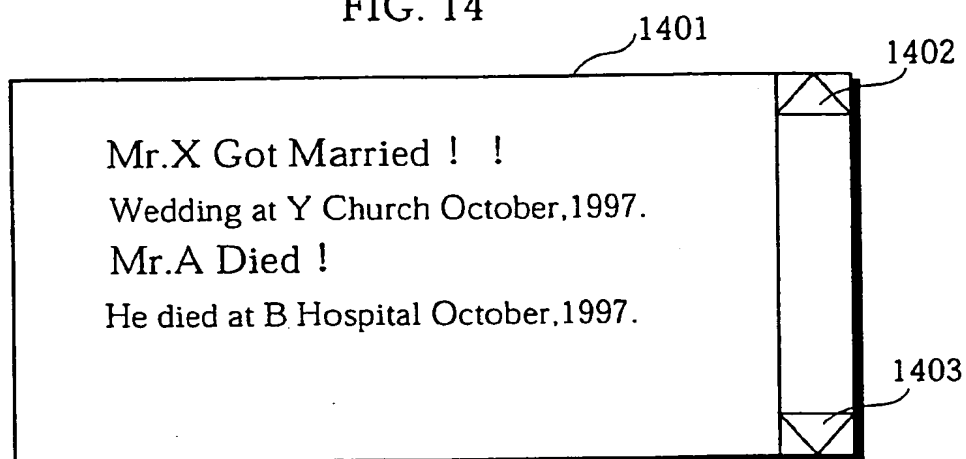 FIG. 14
1401
1402
Mr.X Got Married ! !
Wedding at Y Church October,1997.
Mr.A Died !
He died at B Hospital October,1997.
1403